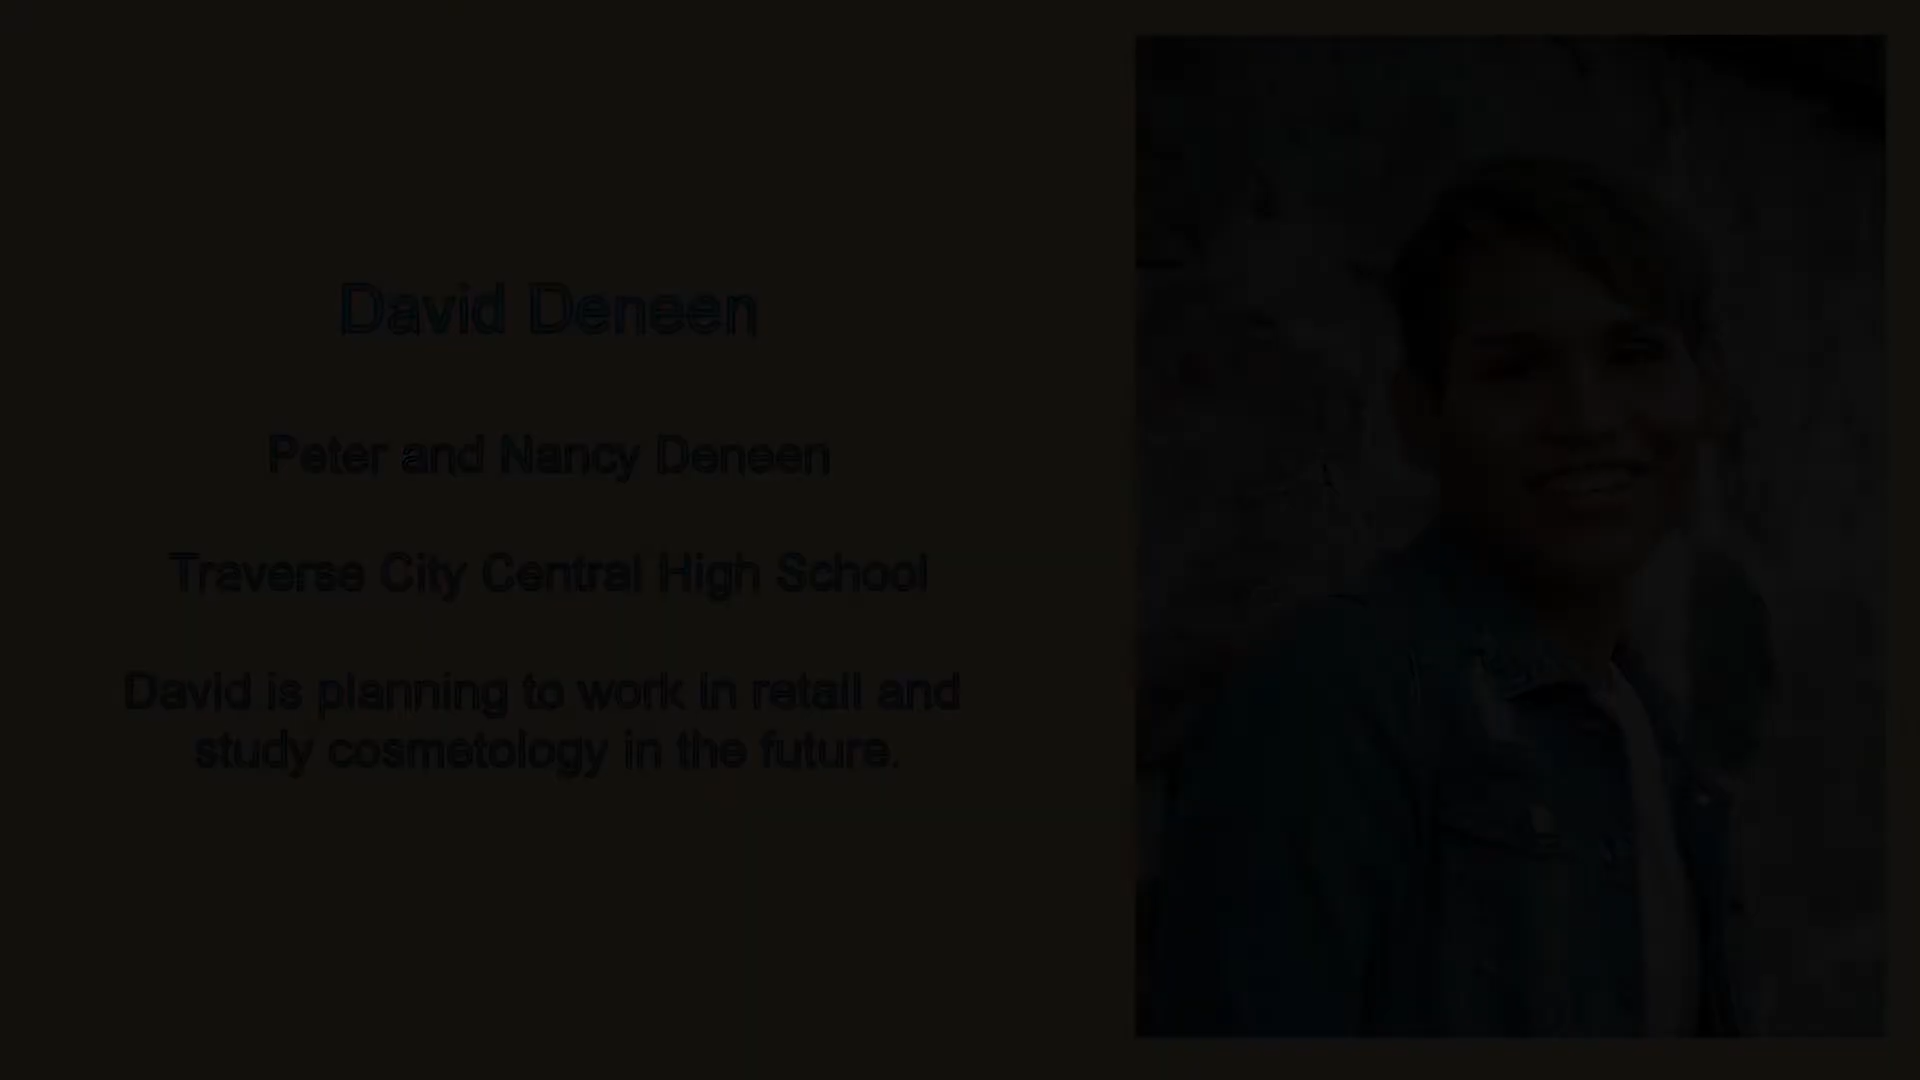 David Deneen
Peter and Nancy Deneen
Traverse City Central High School
David is planning to work in retail and
study cosmetology in the future.